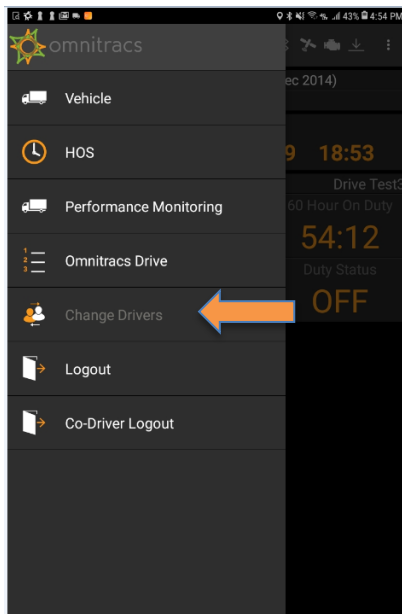 43% 4:54 PM
omnitracs
ec 2014)
Vehicle
HOS
9 18:53
Drive Test3
Performance Monitoring
60 Hour On Duty
54:12
Omnitracs Drive
Duty Status
Change Drivers
OFF
Logout
Co-Driver Logout